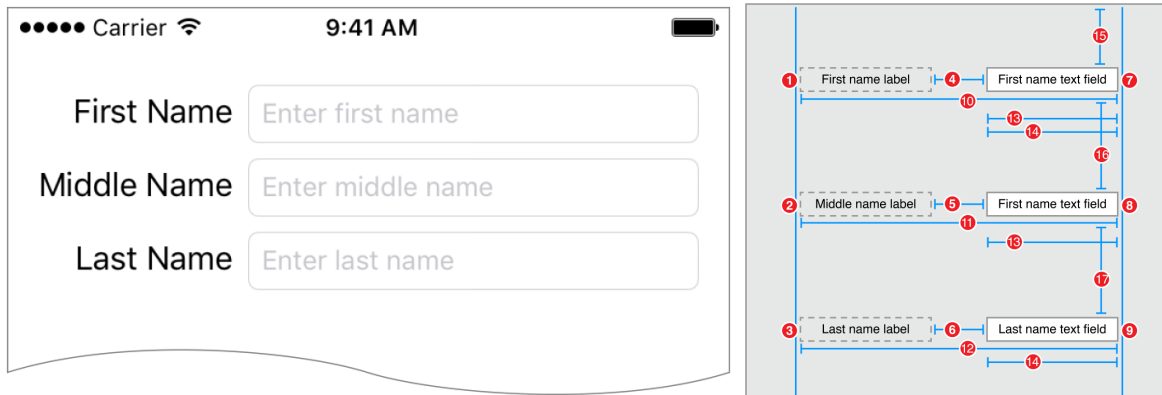 Carrier 9:41 AM
First Name Enter first name
Middle Name Enter middle name
Last Name Enter last name
15
1 First name label 4 First name text field 7
10
13
14
16
2 Middle name label 5 First name text field 8
11
13
17
3 Last name label 6 Last name text field 9
12
14